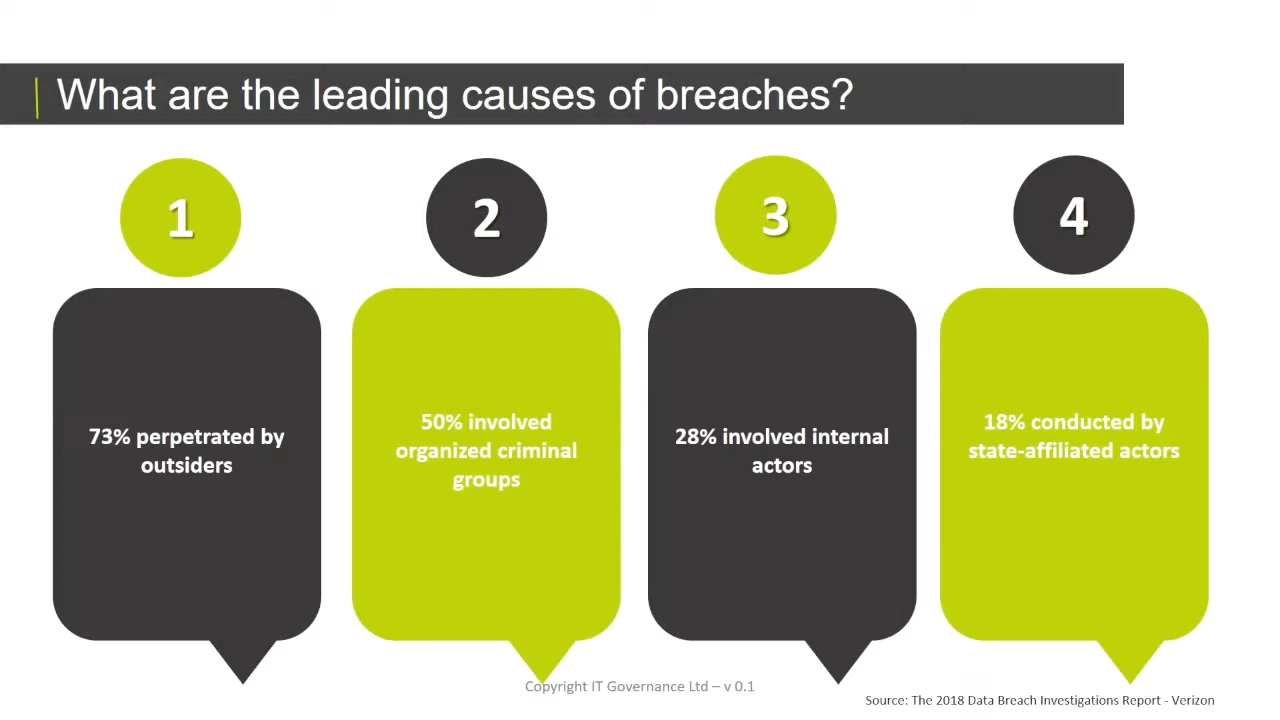 What are the leading causes of breaches?
1
2
3
4
73% perpetrated by
outsiders
50% involved
organized criminal
groups
28% involved internal
actors
18% conducted by
state-affiliated actors
Copyright IT Governance Ltd – v 0.1
Source: The 2018 Data Breach Investigations Report - Verizon